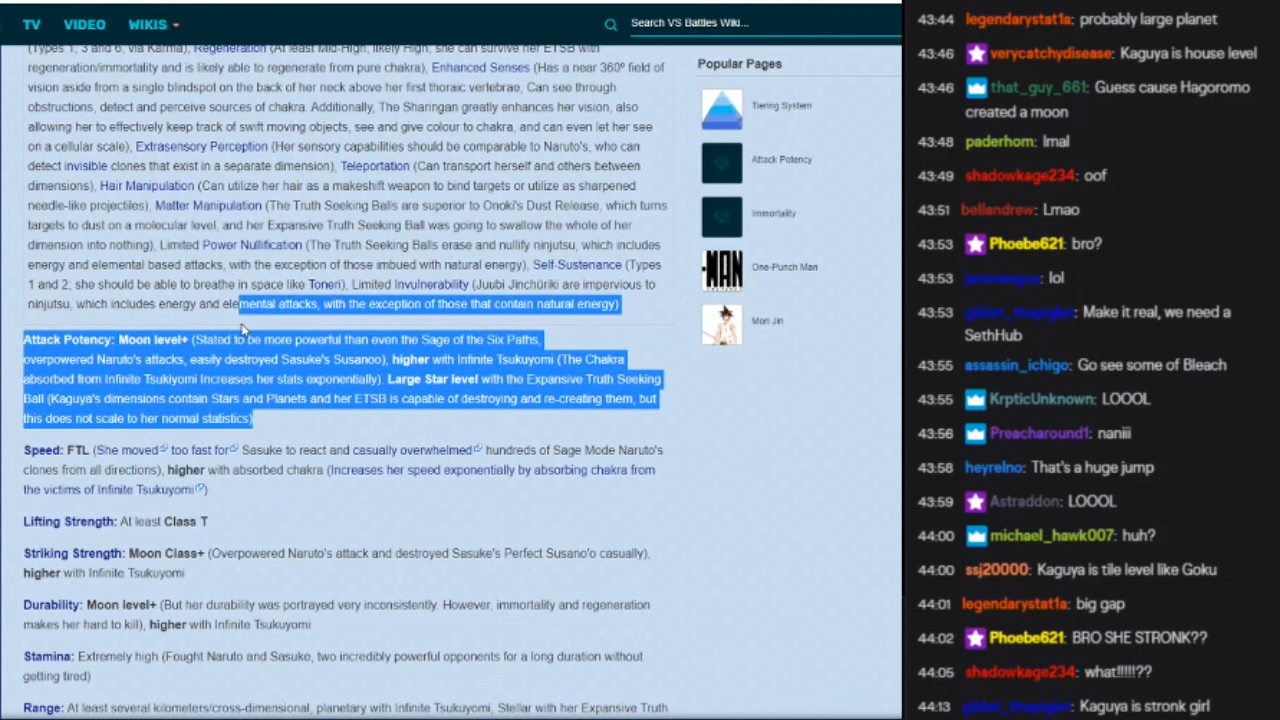 TV VIDEO WIKIS
Search VS Battles Wiki...
(Types 1, 3 and 6, via Karma), Regeneration (At least Mid-High, likely High; she can survive her ETSB with
regeneration/immortality and is likely able to regenerate from pure chakra), Enhanced Senses (Has a near 360º field of
vision aside from a single blindspot on the back of her neck above her first thoracic vertebrae, Can see through
obstructions, detect and perceive sources of chakra. Additionally, The Sharingan greatly enhances her vision, also
allowing her to effectively keep track of swift moving objects, see and give colour to chakra, and can even let her see
on a cellular scale), Extrasensory Perception (Her sensory capabilities should be comparable to Naruto's, who can
detect invisible clones that exist in a separate dimension), Teleportation (Can transport herself and others between
dimensions), Hair Manipulation (Can utilize her hair as a makeshift weapon to bind targets or utilize as sharpened
needle-like projectiles), Matter Manipulation (The Truth Seeking Balls are superior to Onoki's Dust Release, which turns
targets to dust on a molecular level, and her Expansive Truth Seeking Ball was going to swallow the whole of her
dimension into nothing), Limited Power Nullification (The Truth Seeking Balls erase and nullify ninjutsu, which includes
energy and elemental based attacks, with the exception of those imbued with natural energy), Self-Sustenance (Types
1 and 2; she should be able to breathe in space like Toneri), Limited Invulnerability (Juubi Jinchūriki are impervious to
ninjutsu, which includes energy and elemental attacks, with the exception of those that contain natural energy)
Attack Potency: Moon level+ (Stated to be more powerful than even the Sage of the Six Paths,
overpowered Naruto's attacks, easily destroyed Sasuke's Susanoo), higher with Infinite Tsukiyomi (The Chakra
absorbed from Infinite Tsukiyomi Increases her stats exponentially). Large Star level with the Expansive Truth Seeking
Ball (Kaguya's dimensions contain Stars and Planets and her ETSB is capable of destroying and re-creating them, but
this does not scale to her normal statistics)
Speed: FTL (She moved too fast for Sasuke to react and casually overwhelmed hundreds of Sage Mode Naruto's
clones from all directions), higher with absorbed chakra (Increases her speed exponentially by absorbing chakra from
the victims of Infinite Tsukuyomi)
Lifting Strength: At least Class T
Striking Strength: Moon Class+ (Overpowered Naruto's attack and destroyed Sasuke's Perfect Susano'o casually),
higher with Infinite Tsukuyomi
Durability: Moon level+ (But her durability was portrayed very inconsistently. However, immortality and regeneration
makes her hard to kill), higher with Infinite Tsukuyomi
Stamina: Extremely high (Fought Naruto and Sasuke, two incredibly powerful opponents for a long duration without
getting tired)
Range: At least several kilometers/cross-dimensional, planetary with Infinite Tsukuyomi, Stellar with her Expansive Truth
Popular Pages
Tiering System
Attack Potency
Immortality
MAN
One-Punch Man
Mori Jin
43:44 legendarystat1a: probably large planet
43:46 verycatchydisease: Kaguya is house level
43:46 that_guy_661: Guess cause Hagoromo
created a moon
43:48 paderhom: lmal
43:49 shadowkage234: oof
43:51 bellandrew: Lmao
43:53 Phoebe621: bro?
43:53 lol
43:53 giblet_thepiglet: Make it real, we need a
SethHub
43:55 assassin_ichigo: Go see some of Bleach
43:55 KrpticUnknown: LOOOL
43:56 Preacharound1: naniii
43:58 heyrelno: That's a huge jump
43:59 Astraddon: LOOOL
44:00 michael_hawk007: huh?
44:00 ssj20000: Kaguya is tile level like Goku
44:01 legendarystat1a: big gap
44:02 Phoebe621: BRO SHE STRONK??
44:05 shadowkage234: what!!!!!??
44:13 giblet_thepiglet: Kaguya is stronk girl